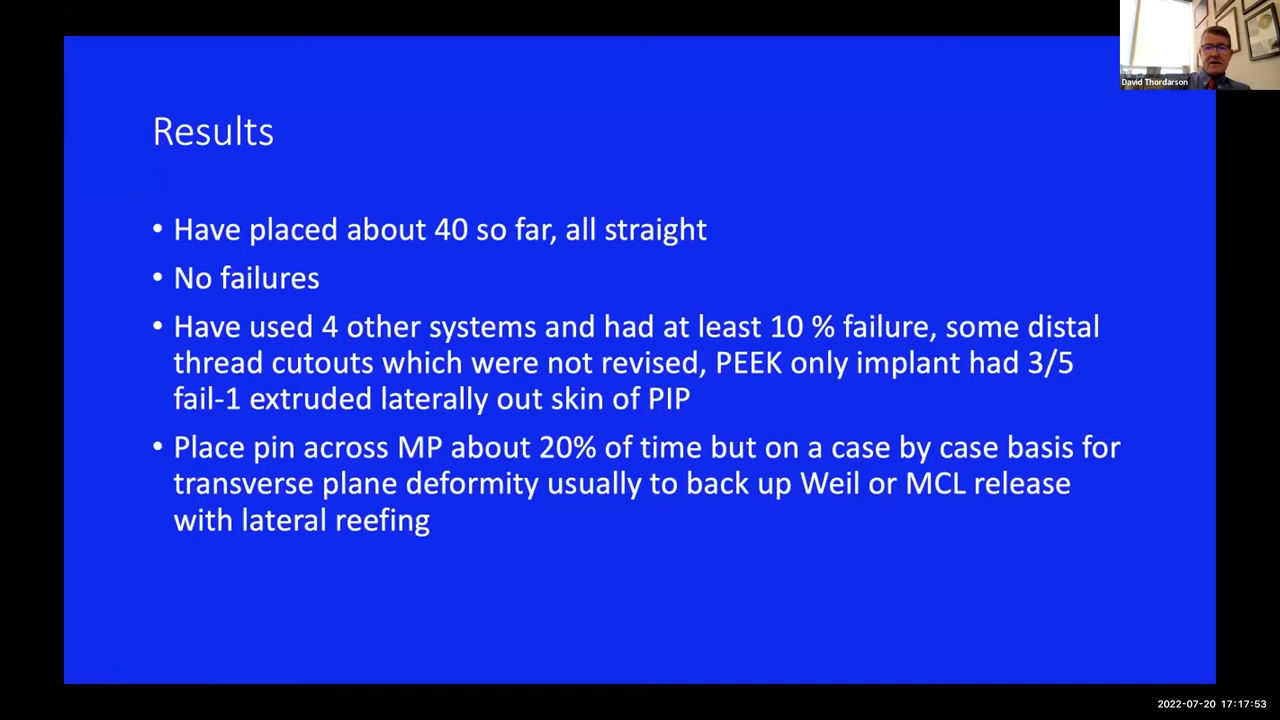 David Thordarson
Results
• Have placed about 40 so far, all straight
• No failures
• Have used 4 other systems and had at least 10 % failure, some distal
thread cutouts which were not revised, PEEK only implant had 3/5
fail-1 extruded laterally out skin of PIP
• Place pin across MP about 20% of time but on a case by case basis for
transverse plane deformity usually to back up Weil or MCL release
with lateral reefing
2022-07-20 17:17:53